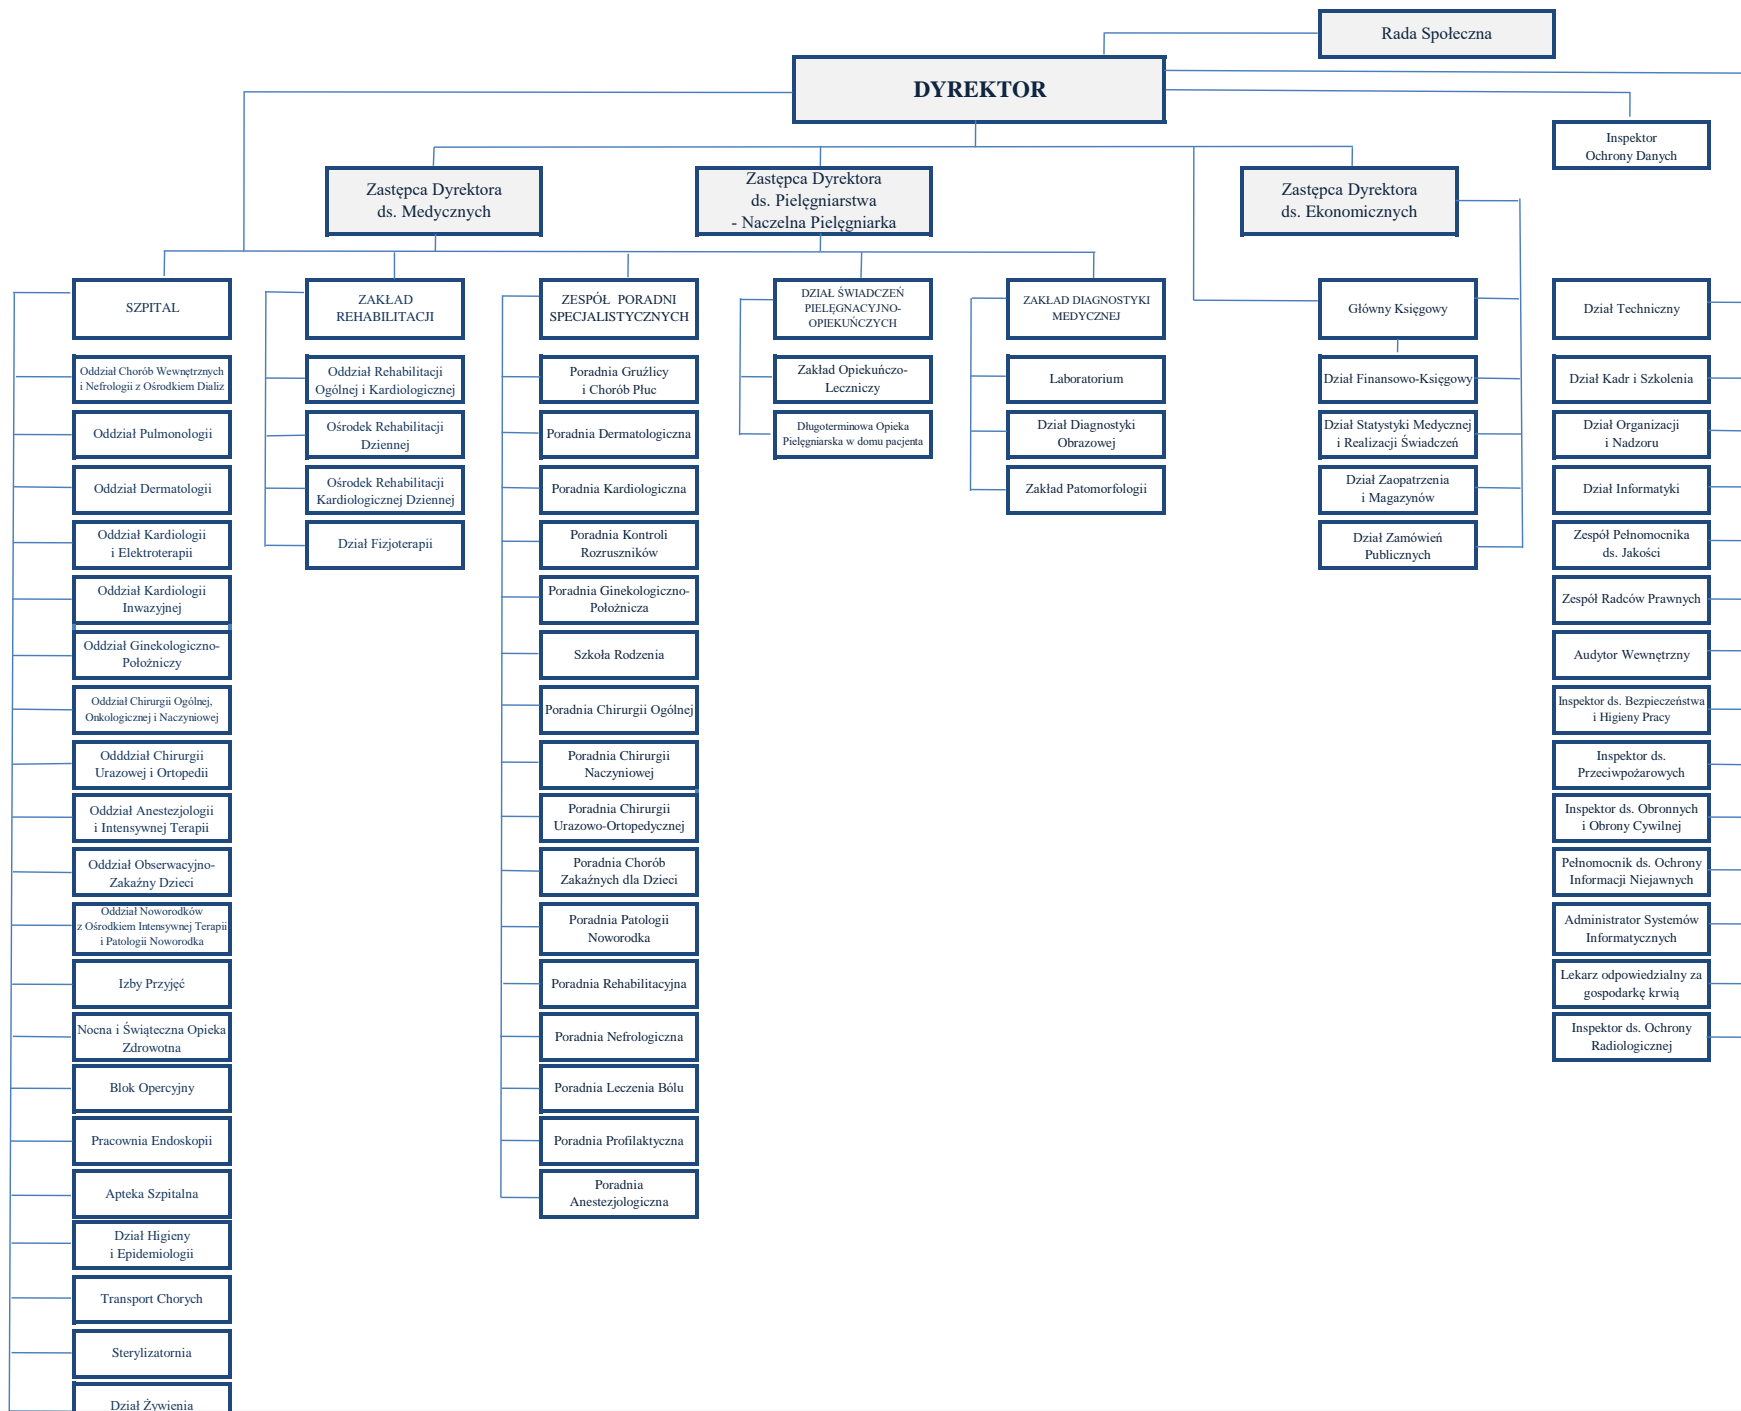 Rada Społeczna
DYREKTOR
Inspektor
Ochrony Danych
Zastępca Dyrektora
ds. Medycznych
Zastępca Dyrektora
ds. Pielęgniarstwa
- Naczelna Pielęgniarka
Zastępca Dyrektora
ds. Ekonomicznych
SZPITAL
Oddział Chorób Wewnętrznych
i Nefrologii z Ośrodkiem Dializ
Oddział Pulmonologii
Oddział Dermatologii
Oddział Kardiologii
i Elektroterapii
Oddział Kardiologii
Inwazyjnej
Oddział Ginekologiczno-
Położniczy
Oddział Chirurgii Ogólnej,
Onkologicznej i Naczyniowej
Odddział Chirurgii
Urazowej i Ortopedii
Oddział Anestezjologii
i Intensywnej Terapii
Oddział Obserwacyjno-
Zakaźny Dzieci
Oddział Noworodków
z Ośrodkiem Intensywnej Terapii
i Patologii Noworodka
Izby Przyjęć
Nocna i Świąteczna Opieka
Zdrowotna
Blok Opercyjny
Pracownia Endoskopii
Apteka Szpitalna
Dział Higieny
i Epidemiologii
Transport Chorych
Sterylizatornia
Dział Żywienia
ZAKŁAD
REHABILITACJI
Oddział Rehabilitacji
Ogólnej i Kardiologicznej
Ośrodek Rehabilitacji
Dziennej
Ośrodek Rehabilitacji
Kardiologicznej Dziennej
Dział Fizjoterapii
ZESPÓŁ PORADNI
SPECJALISTYCZNYCH
Poradnia Gruźlicy
i Chorób Płuc
Poradnia Dermatologiczna
Poradnia Kardiologiczna
Poradnia Kontroli
Rozruszników
Poradnia Ginekologiczno-
Położnicza
Szkoła Rodzenia
Poradnia Chirurgii Ogólnej
Poradnia Chirurgii
Naczyniowej
Poradnia Chirurgii
Urazowo-Ortopedycznej
Poradnia Chorób
Zakaźnych dla Dzieci
Poradnia Patologii
Noworodka
Poradnia Rehabilitacyjna
Poradnia Nefrologiczna
Poradnia Leczenia Bólu
Poradnia Profilaktyczna
Poradnia
Anestezjologiczna
DZIAŁ ŚWIADCZEŃ
PIELĘGNACYJNO-
OPIEKUŃCZYCH
Zakład Opiekuńczo-
Leczniczy
Długoterminowa Opieka
Pielęgniarska w domu pacjenta
ZAKŁAD DIAGNOSTYKI
MEDYCZNEJ
Laboratorium
Dział Diagnostyki
Obrazowej
Zakład Patomorfologii
Główny Księgowy
Dział Finansowo-Księgowy
Dział Statystyki Medycznej
i Realizacji Świadczeń
Dział Zaopatrzenia
i Magazynów
Dział Zamówień
Publicznych
Dział Techniczny
Dział Kadr i Szkolenia
Dział Organizacji
i Nadzoru
Dział Informatyki
Zespół Pełnomocnika
ds. Jakości
Zespół Radców Prawnych
Audytor Wewnętrzny
Inspektor ds. Bezpieczeństwa
i Higieny Pracy
Inspektor ds.
Przeciwpożarowych
Inspektor ds. Obronnych
i Obrony Cywilnej
Pełnomocnik ds. Ochrony
Informacji Niejawnych
Administrator Systemów
Informatycznych
Lekarz odpowiedzialny za
gospodarkę krwią
Inspektor ds. Ochrony
Radiologicznej